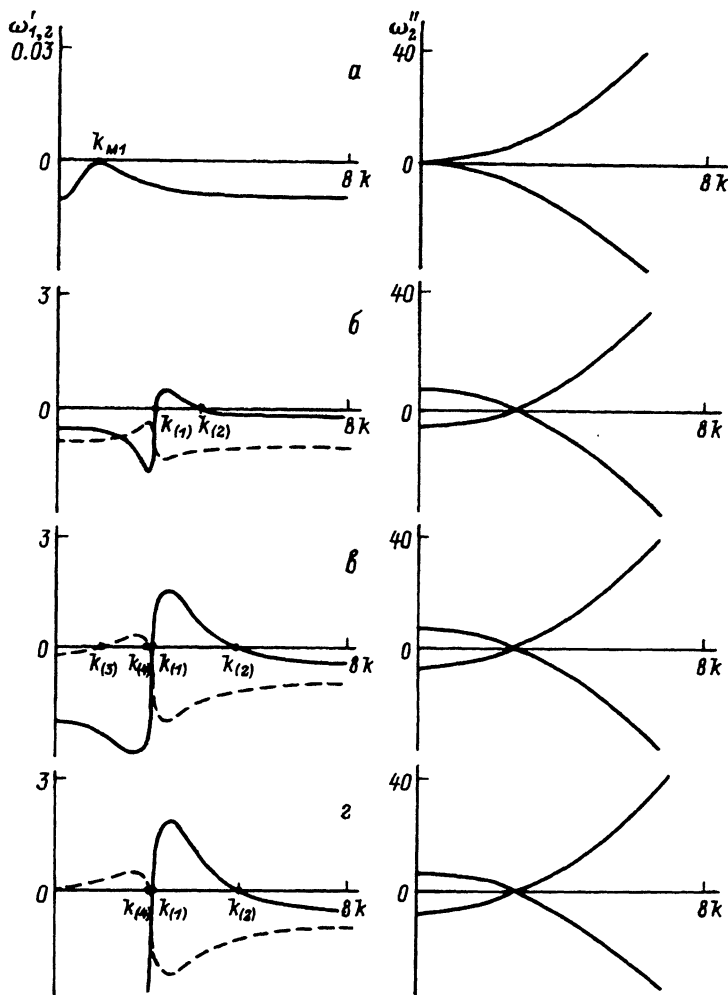 ω′₁,₂ ω″₂
0.03 40
а
k_M1
0 0
8 k 8 k
3 40
б
0 0
k₍₁₎ k₍₂₎ 8 k 8 k
3 40
в
0 0
k₍₃₎ k₍₄₎ k₍₁₎ k₍₂₎ 8 k 8 k
3 40
г
0 0
k₍₄₎ k₍₁₎ k₍₂₎ 8 k 8 k